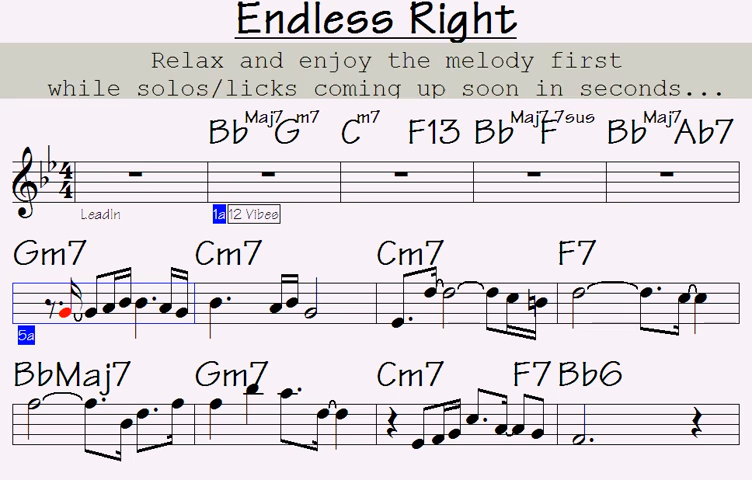 Endless Right
Relax and enjoy the melody first
while solos/licks coming up soon in seconds...
BbMaj7 Gm7 Cm7 F13 BbMaj7 F7sus BbMaj7 Ab7
4
4
LeadIn 1a 12 Vibes
Gm7 Cm7 Cm7 F7
5a
BbMaj7 Gm7 Cm7 F7 Bb6